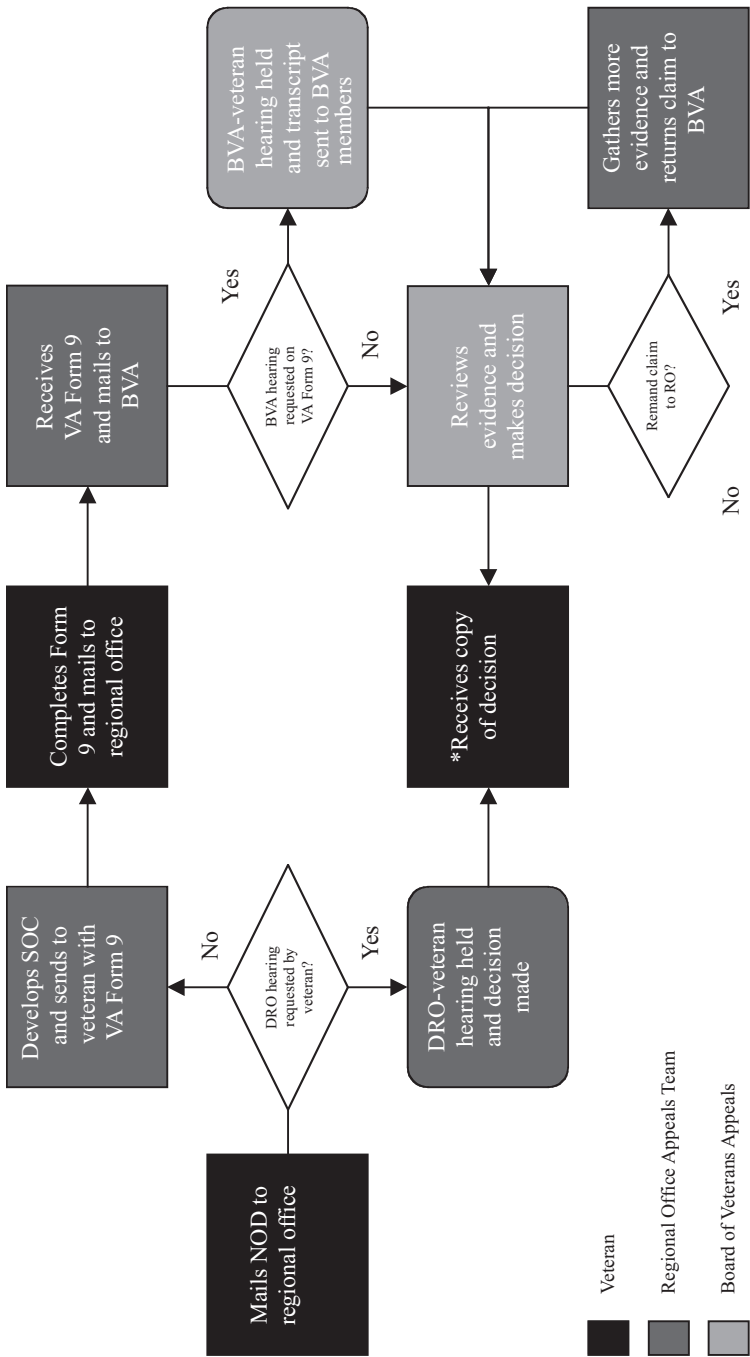 Mails NOD to
regional office
DRO hearing
requested by
veteran?
No
Yes
Develops SOC
and sends to
veteran with
VA Form 9
Completes Form
9 and mails to
regional office
Receives
VA Form 9
and mails to
BVA
BVA hearing
requested on
VA Form 9?
Yes
No
BVA-veteran
hearing held
and transcript
sent to BVA
members
DRO-veteran
hearing held
and decision
made
*Receives copy
of decision
Reviews
evidence and
makes decision
Remand claim
to RO?
No
Yes
Gathers more
evidence and
returns claim to
BVA
Veteran
Regional Office Appeals Team
Board of Veterans Appeals